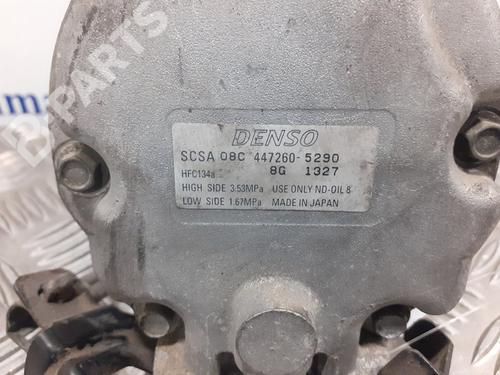 B-PARTS
DENSO
SCSA 08C 447260-5290
HFC134a 8G 1327
HIGH SIDE 3.53MPa USE ONLY ND-OIL 8
LOW SIDE 1.67MPa MADE IN JAPAN